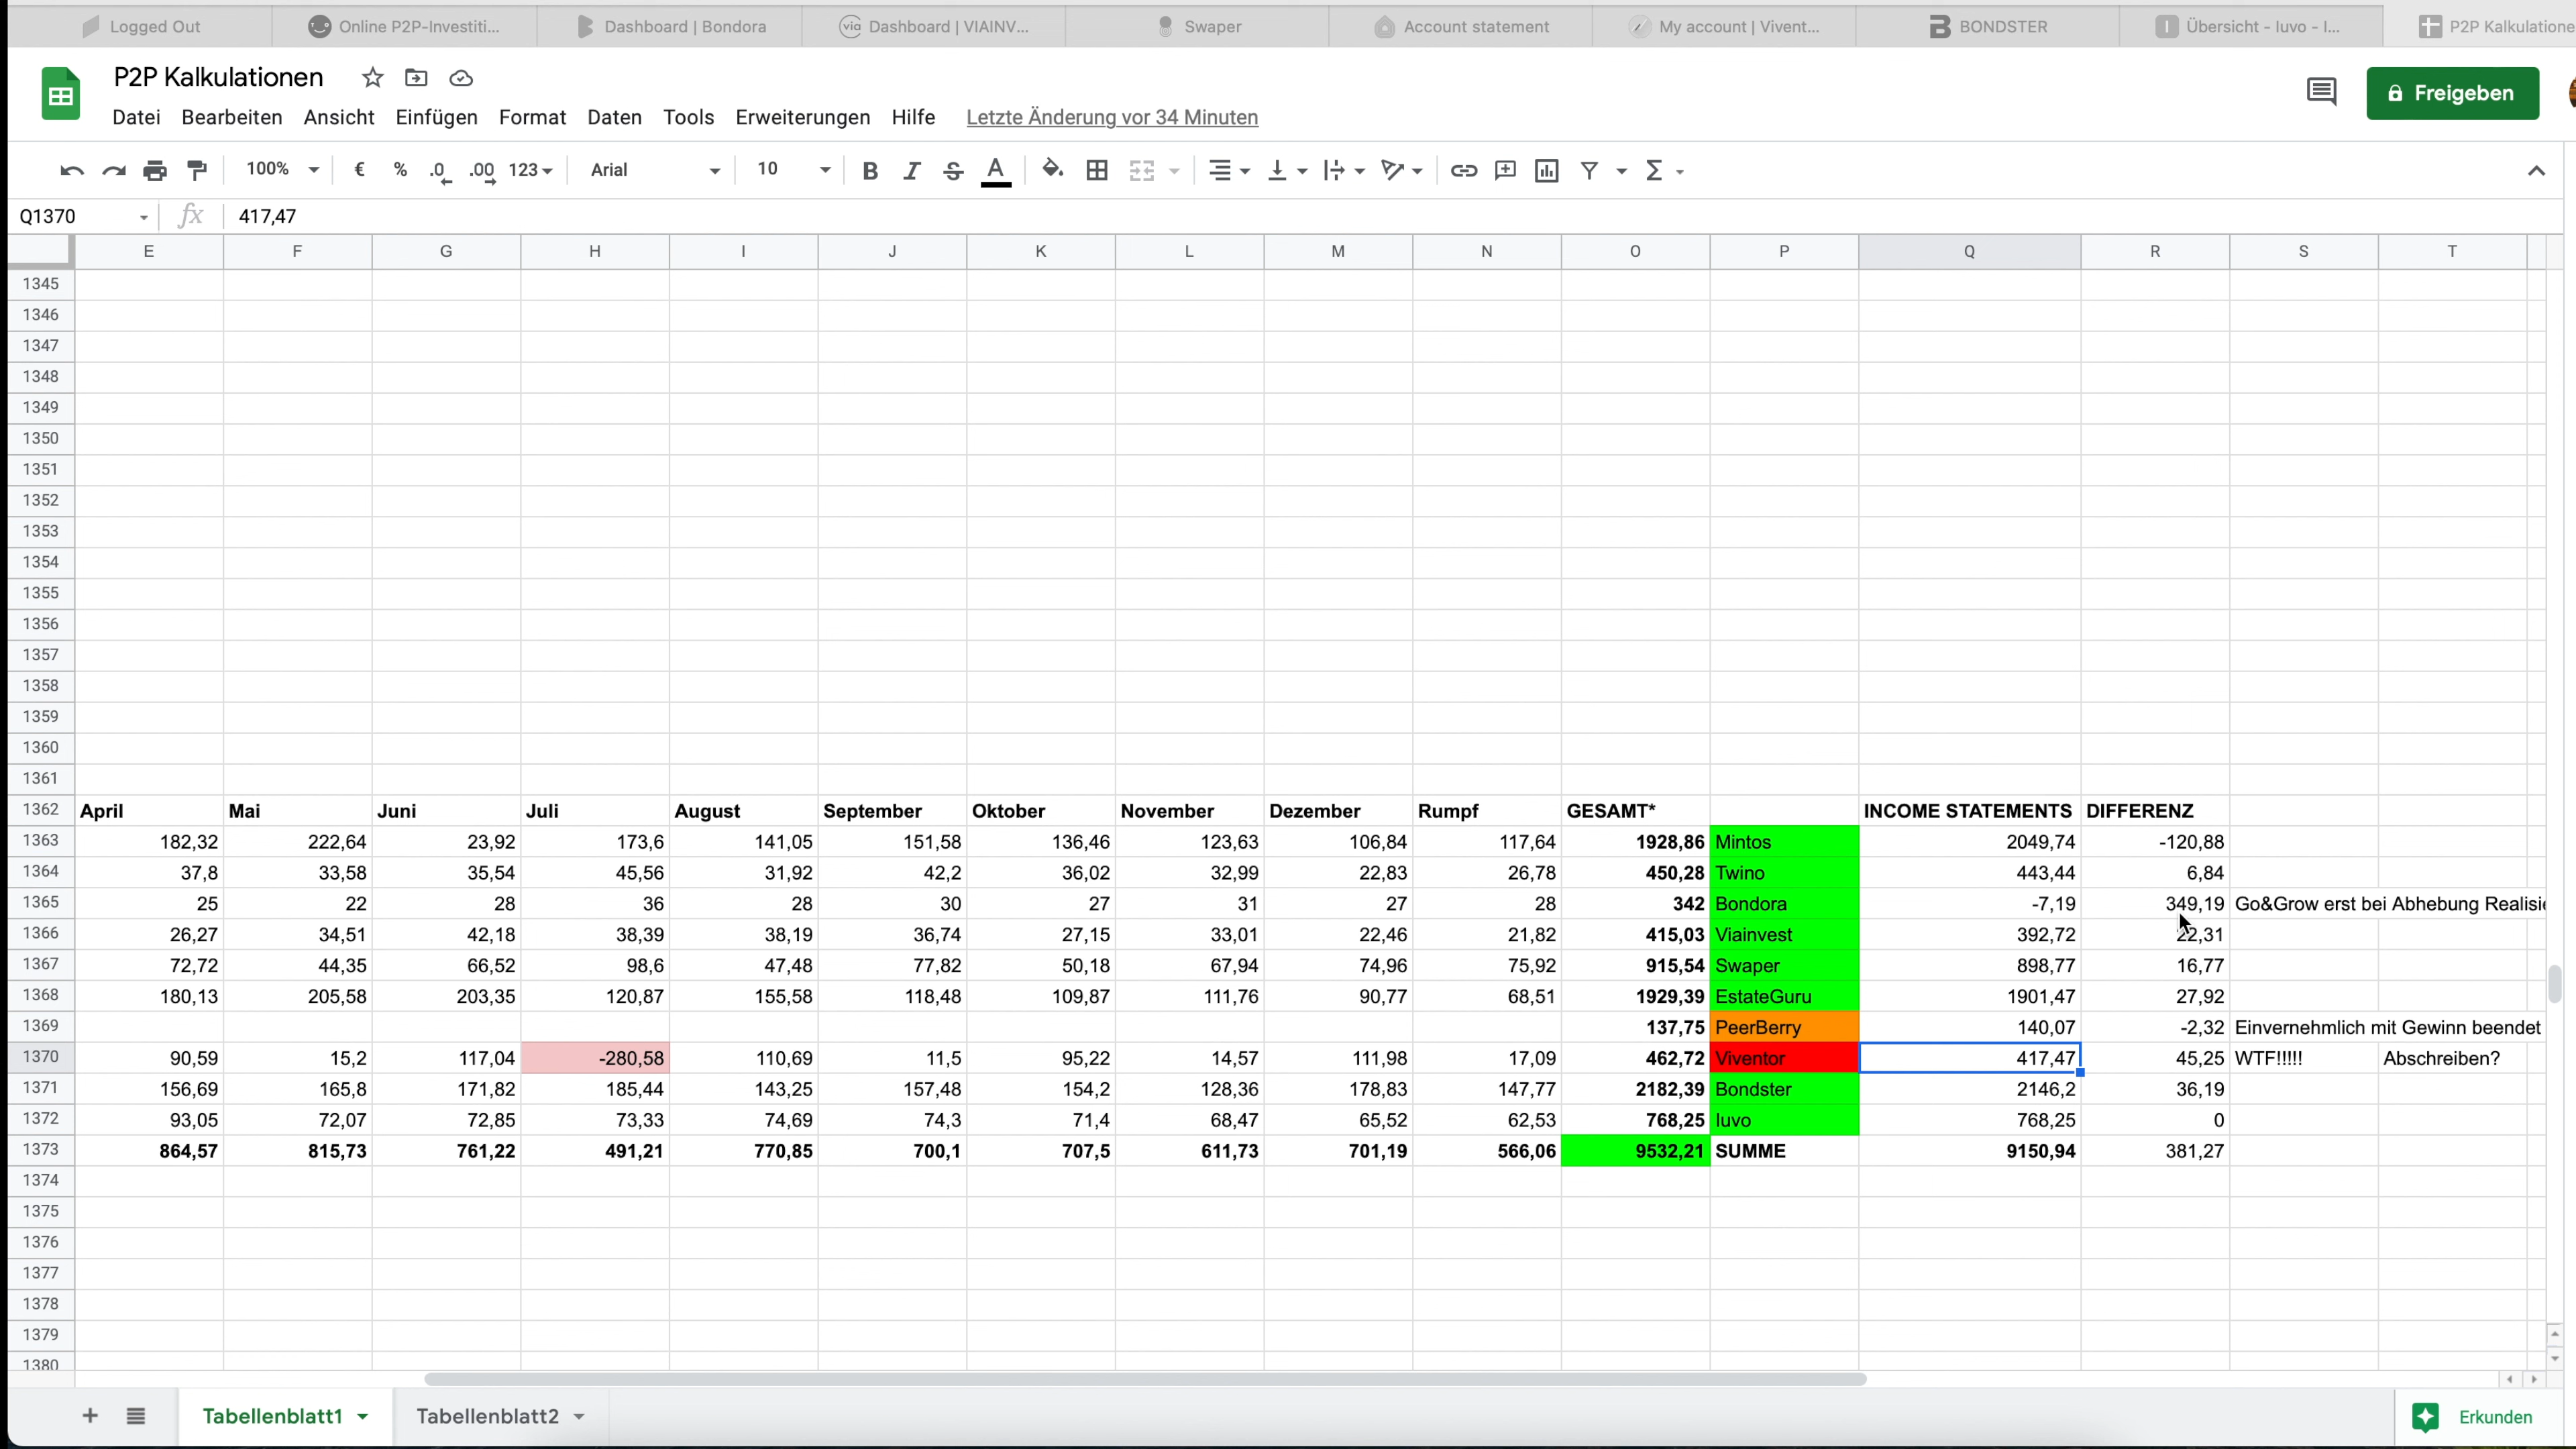 Logged Out Online P2P-Investiti... Dashboard | Bondora via Dashboard | VIAINV... Swaper Account statement My account | Vivent... BONDSTER Übersicht - Iuvo - I... P2P Kalkulatione
P2P Kalkulationen
Freigeben
Datei Bearbeiten Ansicht Einfügen Format Daten Tools Erweiterungen Hilfe Letzte Änderung vor 34 Minuten
100% € % .0 .00 123 Arial 10 B I S A Σ
Q1370 fx 417,47
E F G H I J K L M N O P Q R S T
1345
1346
1347
1348
1349
1350
1351
1352
1353
1354
1355
1356
1357
1358
1359
1360
1361
1362 April Mai Juni Juli August September Oktober November Dezember Rumpf GESAMT* INCOME STATEMENTS DIFFERENZ
1363 182,32 222,64 23,92 173,6 141,05 151,58 136,46 123,63 106,84 117,64 1928,86 Mintos 2049,74 -120,88
1364 37,8 33,58 35,54 45,56 31,92 42,2 36,02 32,99 22,83 26,78 450,28 Twino 443,44 6,84
1365 25 22 28 36 28 30 27 31 27 28 342 Bondora -7,19 349,19 Go&Grow erst bei Abhebung Realisie
1366 26,27 34,51 42,18 38,39 38,19 36,74 27,15 33,01 22,46 21,82 415,03 Viainvest 392,72 22,31
1367 72,72 44,35 66,52 98,6 47,48 77,82 50,18 67,94 74,96 75,92 915,54 Swaper 898,77 16,77
1368 180,13 205,58 203,35 120,87 155,58 118,48 109,87 111,76 90,77 68,51 1929,39 EstateGuru 1901,47 27,92
1369 137,75 PeerBerry 140,07 -2,32 Einvernehmlich mit Gewinn beendet
1370 90,59 15,2 117,04 -280,58 110,69 11,5 95,22 14,57 111,98 17,09 462,72 Viventor 417,47 45,25 WTF!!!!! Abschreiben?
1371 156,69 165,8 171,82 185,44 143,25 157,48 154,2 128,36 178,83 147,77 2182,39 Bondster 2146,2 36,19
1372 93,05 72,07 72,85 73,33 74,69 74,3 71,4 68,47 65,52 62,53 768,25 Iuvo 768,25 0
1373 864,57 815,73 761,22 491,21 770,85 700,1 707,5 611,73 701,19 566,06 9532,21 SUMME 9150,94 381,27
1374
1375
1376
1377
1378
1379
1380
Tabellenblatt1 Tabellenblatt2 Erkunden